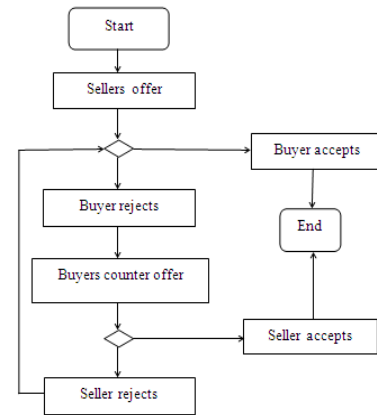 Start
Sellers offer
Buyer accepts
Buyer rejects
End
Buyers counter offer
Seller accepts
Seller rejects